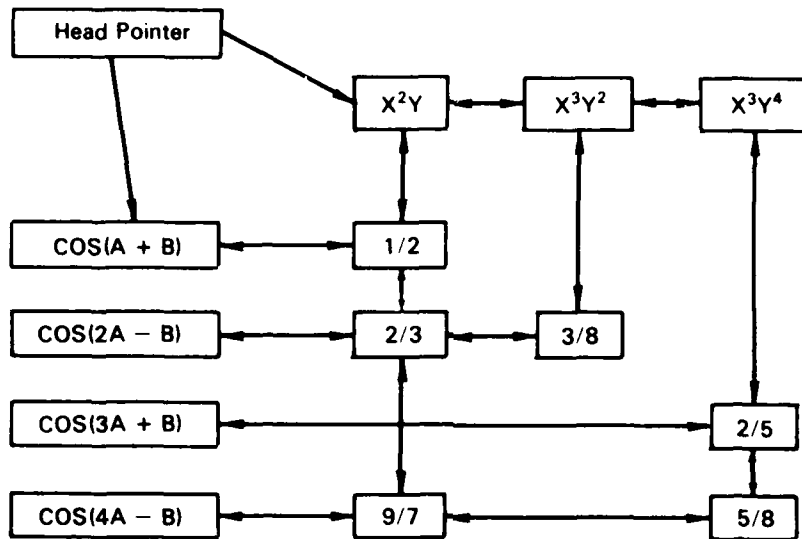 Head Pointer
X²Y
X³Y²
X³Y⁴
COS(A + B)
1/2
COS(2A − B)
2/3
3/8
COS(3A + B)
2/5
COS(4A − B)
9/7
5/8